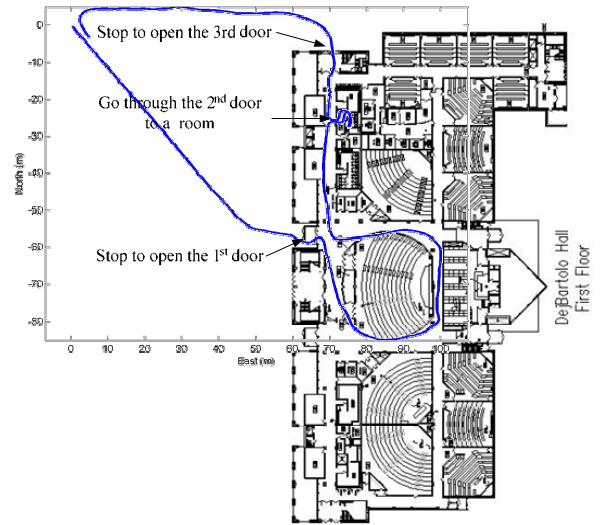 Stop to open the 3rd door
Go through the 2nd door
to a room
Stop to open the 1st door
North (m)
0
-10
-20
-30
-40
-50
-60
-70
-80
0
10
20
30
40
50
60
70
80
90
100
East (m)
DeBartolo Hall
First Floor